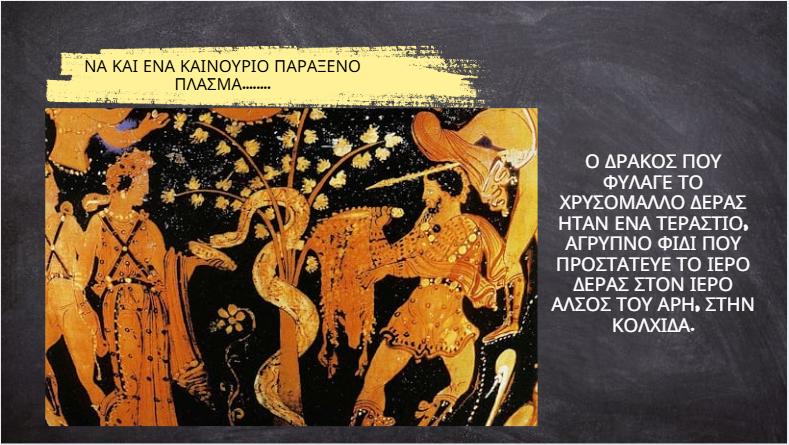 ΝΑ ΚΑΙ ΕΝΑ ΚΑΙΝΟΥΡΙΟ ΠΑΡΑΞΕΝΟ
ΠΛΑΣΜΑ........
Ο ΔΡΑΚΟΣ ΠΟΥ
ΦΥΛΑΓΕ ΤΟ
ΧΡΥΣΟΜΑΛΛΟ ΔΕΡΑΣ
ΗΤΑΝ ΕΝΑ ΤΕΡΑΣΤΙΟ,
ΑΓΡΥΠΝΟ ΦΙΔΙ ΠΟΥ
ΠΡΟΣΤΑΤΕΥΕ ΤΟ ΙΕΡΟ
ΔΕΡΑΣ ΣΤΟΝ ΙΕΡΟ
ΑΛΣΟΣ ΤΟΥ ΑΡΗ, ΣΤΗΝ
ΚΟΛΧΙΔΑ.